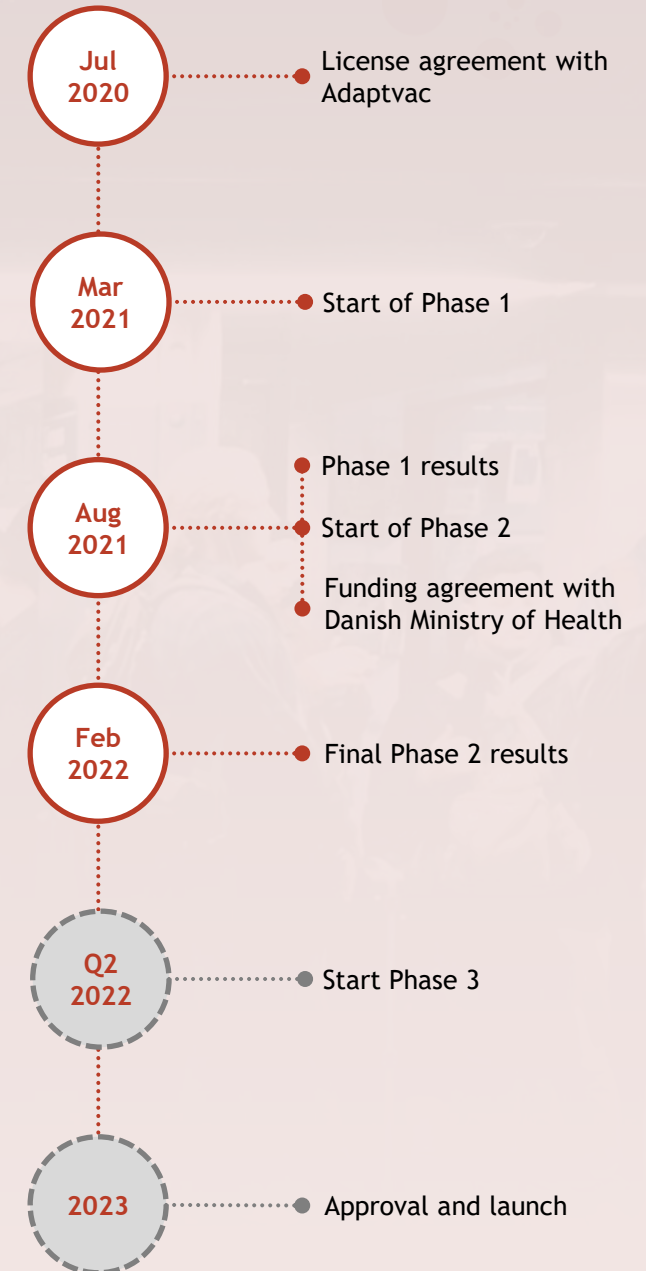 Jul
2020
License agreement with
Adaptvac
Mar
2021
Start of Phase 1
Aug
2021
Phase 1 results
Start of Phase 2
Funding agreement with
Danish Ministry of Health
Feb
2022
Final Phase 2 results
Q2
2022
Start Phase 3
2023
Approval and launch